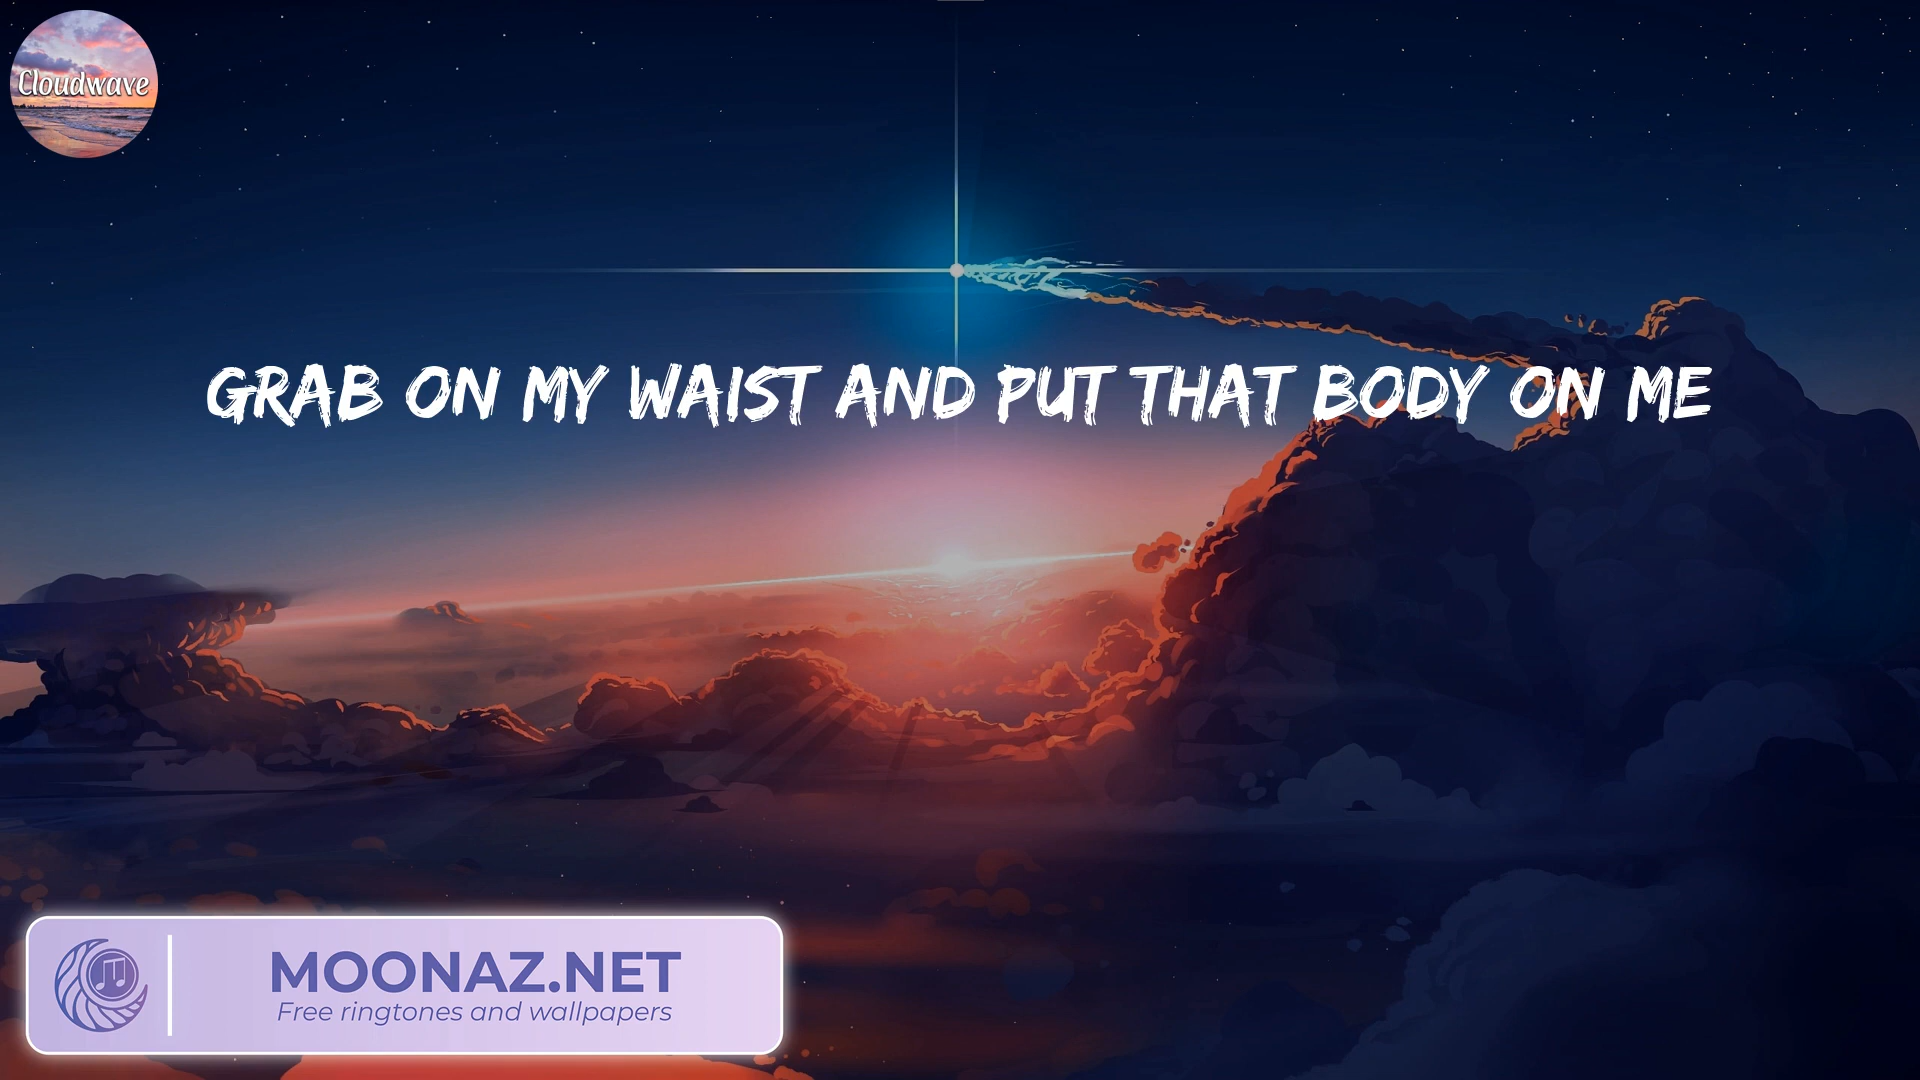 Cloudwave
GRAB ON MY WAIST AND PUT THAT BODY ON ME
MOONAZ.NET
Free ringtones and wallpapers